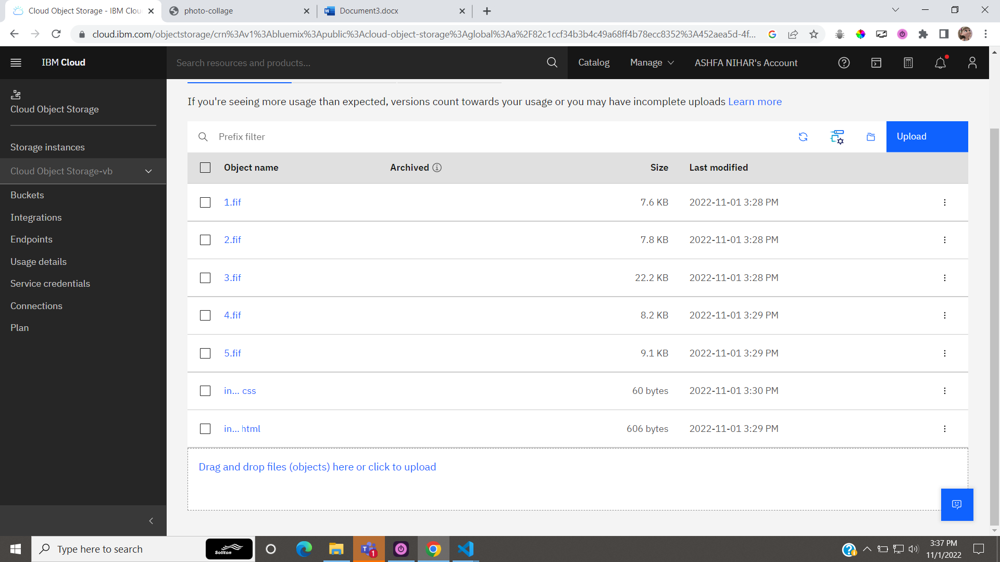 Cloud Object Storage - IBM Clou
photo-collage
Document3.docx
cloud.ibm.com/objectstorage/crn%3Av1%3Abluemix%3Apublic%3Acloud-object-storage%3Aglobal%3Aa%2F82c1ccf34b3b4c49a68ff4b78ecc8352%3A452aea5d-4f...
IBM Cloud
Search resources and products...
Catalog
Manage
ASHFA NIHAR's Account
Cloud Object Storage
Storage instances
Cloud Object Storage-vb
Buckets
Integrations
Endpoints
Usage details
Service credentials
Connections
Plan
If you're seeing more usage than expected, versions count towards your usage or you may have incomplete uploads Learn more
Prefix filter
Upload
Object name Archived Size Last modified
1.fif 7.6 KB 2022-11-01 3:28 PM
2.fif 7.8 KB 2022-11-01 3:28 PM
3.fif 22.2 KB 2022-11-01 3:28 PM
4.fif 8.2 KB 2022-11-01 3:29 PM
5.fif 9.1 KB 2022-11-01 3:29 PM
in... css 60 bytes 2022-11-01 3:30 PM
in... html 606 bytes 2022-11-01 3:29 PM
Drag and drop files (objects) here or click to upload
Type here to search
Soliton
1
3:37 PM
11/1/2022